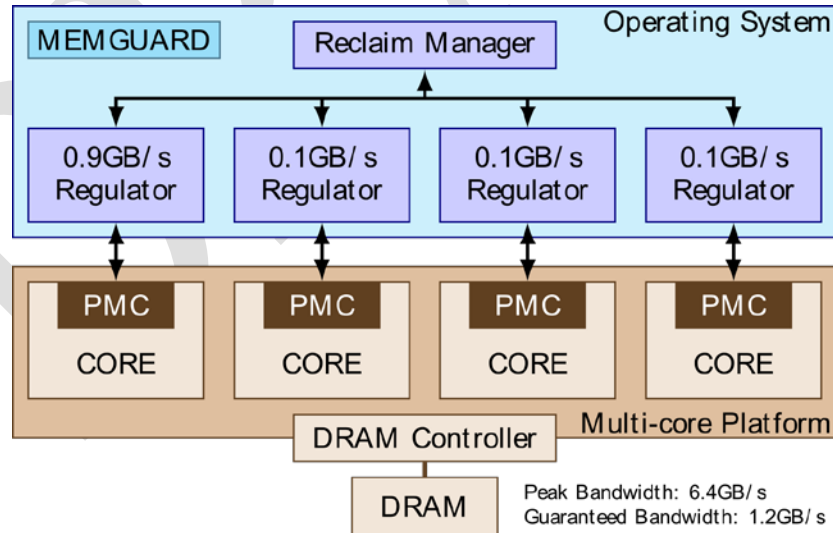 MEMGUARD
Reclaim Manager
Operating System
0.9GB/s
Regulator
0.1GB/s
Regulator
0.1GB/s
Regulator
0.1GB/s
Regulator
PMC
CORE
PMC
CORE
PMC
CORE
PMC
CORE
Multi-core Platform
DRAM Controller
DRAM
Peak Bandwidth: 6.4GB/s
Guaranteed Bandwidth: 1.2GB/s